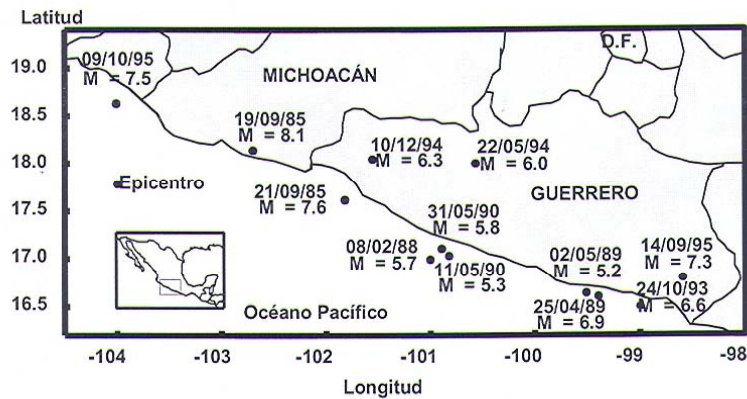 Latitud
19.0
18.5
18.0
17.5
17.0
16.5
09/10/95
M = 7.5
MICHOACÁN
D.F.
19/09/85
M = 8.1
10/12/94
M = 6.3
22/05/94
M = 6.0
Epicentro
21/09/85
M = 7.6
GUERRERO
31/05/90
M = 5.8
08/02/88
M = 5.7
11/05/90
M = 5.3
02/05/89
M = 5.2
14/09/95
M = 7.3
24/10/93
M = 6.6
25/04/89
M = 6.9
Océano Pacífico
-104
-103
-102
-101
-100
-99
-98
Longitud